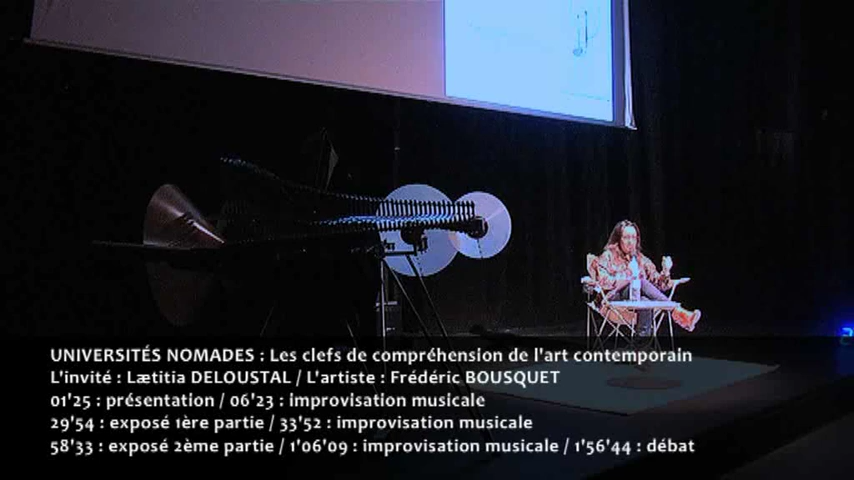 UNIVERSITÉS NOMADES : Les clefs de compréhension de l'art contemporain
L'invité : Lætitia DELOUSTAL / L'artiste : Frédéric BOUSQUET
01'25 : présentation / 06'23 : improvisation musicale
29'54 : exposé 1ère partie / 33'52 : improvisation musicale
58'33 : exposé 2ème partie / 1'06'09 : improvisation musicale / 1'56'44 : débat